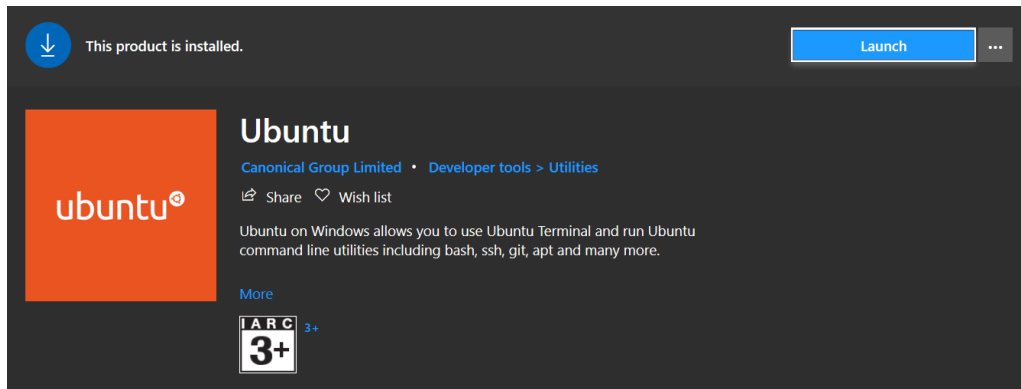 This product is installed.
Launch
...
Ubuntu
Canonical Group Limited • Developer tools > Utilities
Share Wish list
ubuntu
Ubuntu on Windows allows you to use Ubuntu Terminal and run Ubuntu
command line utilities including bash, ssh, git, apt and many more.
More
IARC
3+
3+